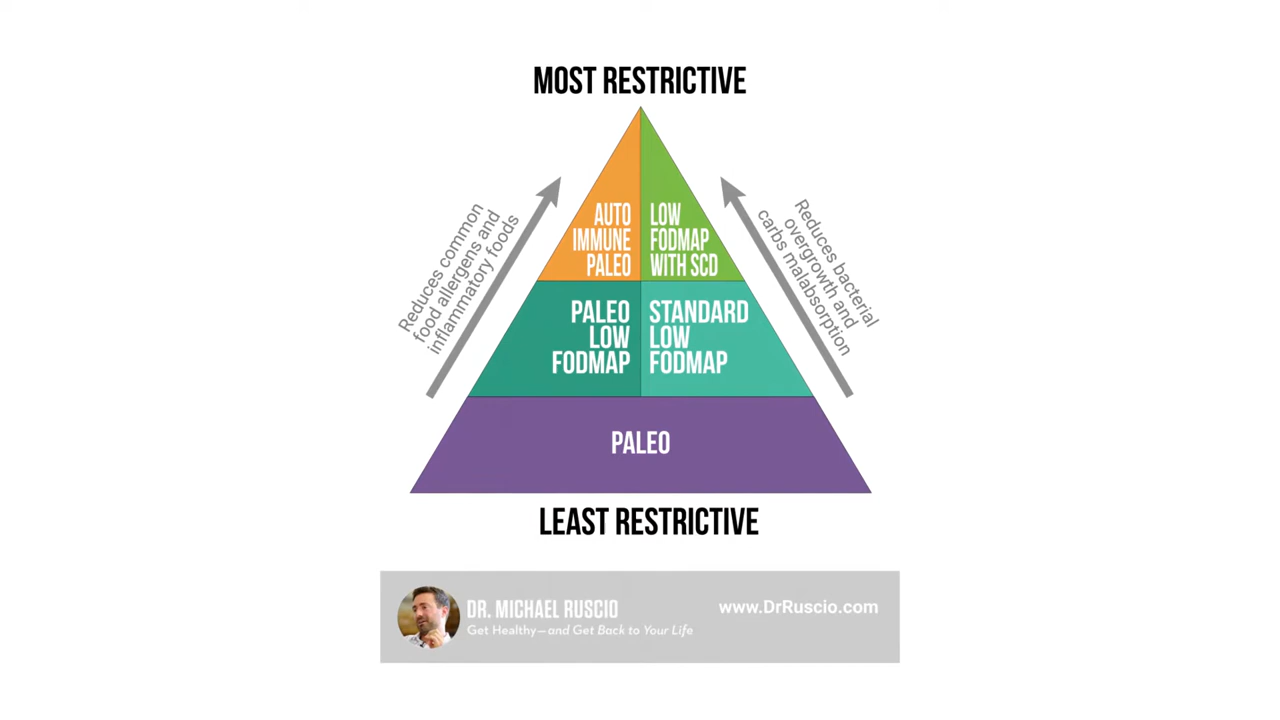 MOST RESTRICTIVE
Reduces common
food allergens and
inflammatory foods
Reduces bacterial
overgrowth and
carbs malabsorption
AUTO
IMMUNE
PALEO
LOW
FODMAP
WITH SCD
PALEO
LOW
FODMAP
STANDARD
LOW
FODMAP
PALEO
LEAST RESTRICTIVE
DR. MICHAEL RUSCIO
Get Healthy—and Get Back to Your Life
www.DrRuscio.com